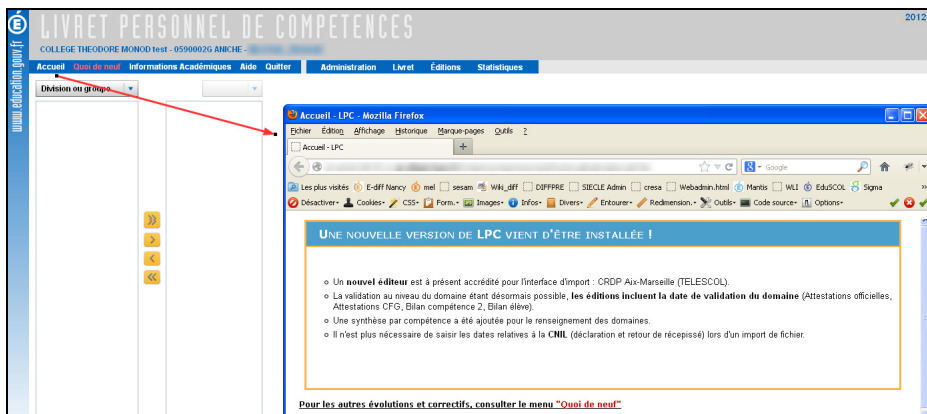 LIVRET PERSONNEL DE COMPETENCES
2012
COLLEGE THEODORE MONOD test - 0590002G ANICHE -
Accueil Quoi de neuf Informations Académiques Aide Quitter Administration Livret Éditions Statistiques
www.education.gouv.fr
Division ou groupe
Accueil - LPC - Mozilla Firefox
Fichier Édition Affichage Historique Marque-pages Outils ?
Accueil - LPC
Google
Les plus visités E-diff Nancy mel sesam Wiki_diff DIFFPRE SIECLE Admin cresa Webadmin.html Mantis WLI EduSCOL Sigma
Désactiver Cookies CSS Form. Images Infos Divers Entourer Redimension. Outils Code source Options
UNE NOUVELLE VERSION DE LPC VIENT D'ÊTRE INSTALLÉE !
Un nouvel éditeur est à présent accrédité pour l'interface d'import : CRDP Aix-Marseille (TELESCOL).
La validation au niveau du domaine étant désormais possible, les éditions incluent la date de validation du domaine (Attestations officielles,
Attestations CFG, Bilan compétence 2, Bilan élève).
Une synthèse par compétence a été ajoutée pour le renseignement des domaines.
Il n'est plus nécessaire de saisir les dates relatives à la CNIL (déclaration et retour de récépissé) lors d'un import de fichier.
Pour les autres évolutions et correctifs, consulter le menu "Quoi de neuf"